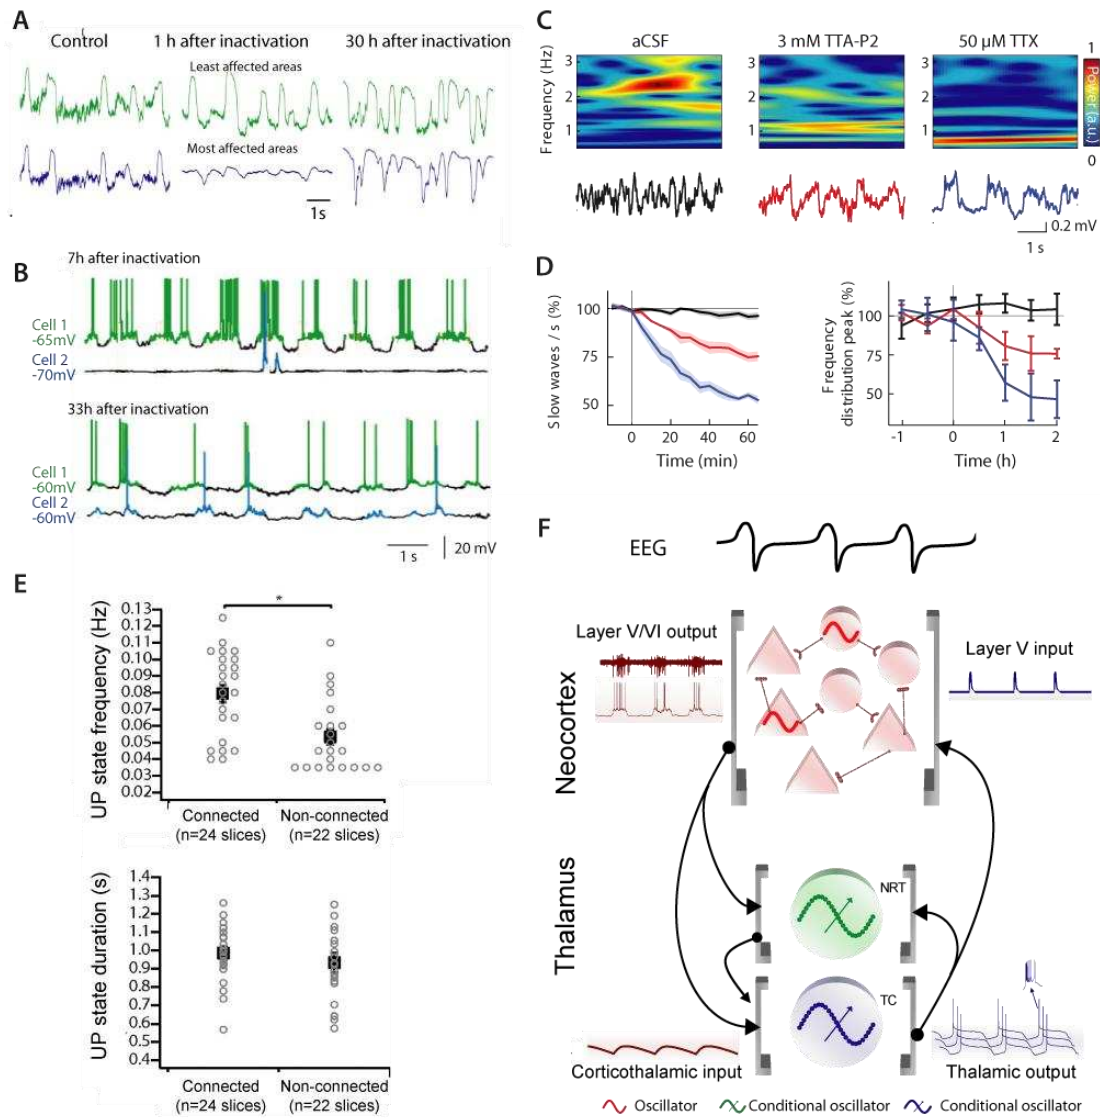 A
Control
1 h after inactivation
30 h after inactivation
Least affected areas
Most affected areas
1s
B
7h after inactivation
Cell 1
-65mV
Cell 2
-70mV
33h after inactivation
Cell 1
-60mV
Cell 2
-60mV
1 s
20 mV
C
aCSF
3 mM TTA-P2
50 µM TTX
Frequency (Hz)
3
2
1
3
2
1
3
2
1
1
Power (a.u.)
0
0.2 mV
1 s
D
Slow waves / s (%)
100
75
50
0
20
40
60
Time (min)
Frequency
distribution peak (%)
100
75
50
-1
0
1
2
Time (h)
E
UP state frequency (Hz)
0.13
0.12
0.11
0.10
0.09
0.08
0.07
0.06
0.05
0.04
0.03
0.02
*
Connected
(n=24 slices)
Non-connected
(n=22 slices)
UP state duration (s)
1.4
1.3
1.2
1.1
1.0
0.9
0.8
0.7
0.6
0.5
0.4
Connected
(n=24 slices)
Non-connected
(n=22 slices)
F
EEG
Neocortex
Layer V/VI output
Layer V input
Thalamus
NRT
TC
Corticothalamic input
Thalamic output
Oscillator
Conditional oscillator
Conditional oscillator